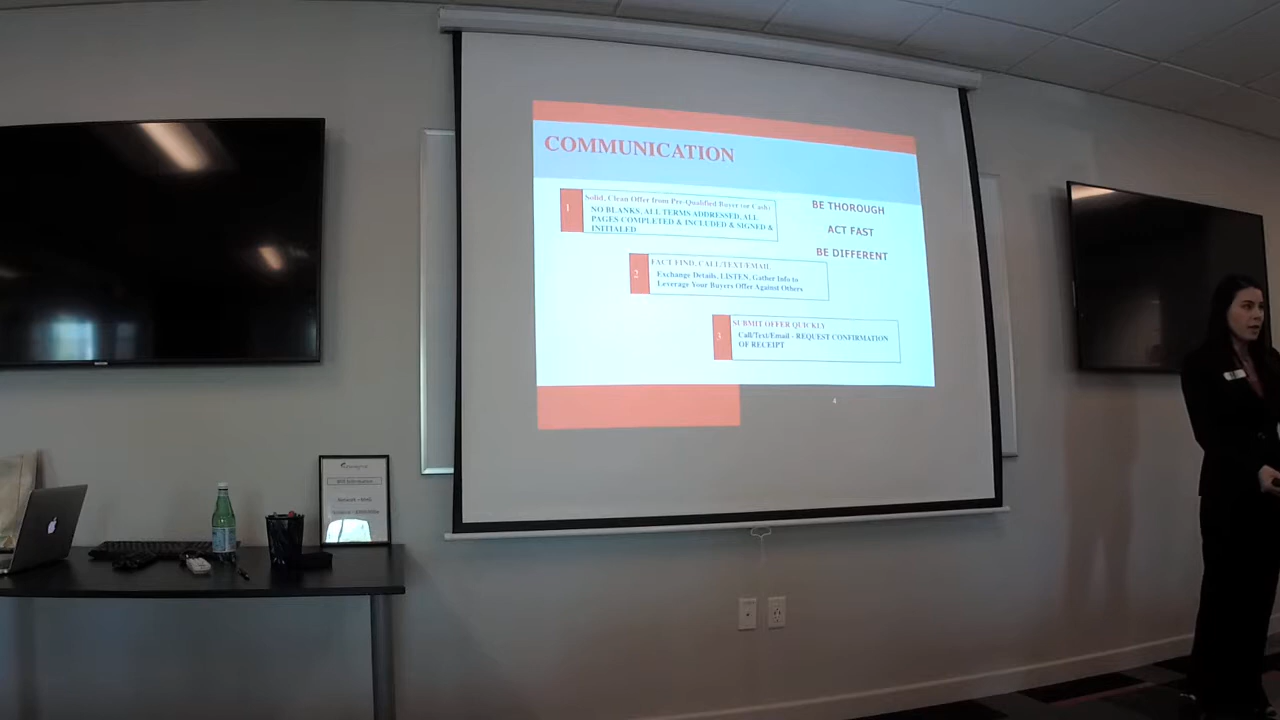 COMMUNICATION
1
Solid, Clean Offer from Pre-Qualified Buyer (or Cash)
NO BLANKS, ALL TERMS ADDRESSED, ALL
PAGES COMPLETED & INCLUDED & SIGNED &
INITIALED
BE THOROUGH
ACT FAST
BE DIFFERENT
2
FACT FIND, CALL/TEXT/EMAIL
Exchange Details, LISTEN, Gather Info to
Leverage Your Buyers Offer Against Others
3
SUBMIT OFFER QUICKLY
Call/Text/Email - REQUEST CONFIRMATION
OF RECEIPT
4